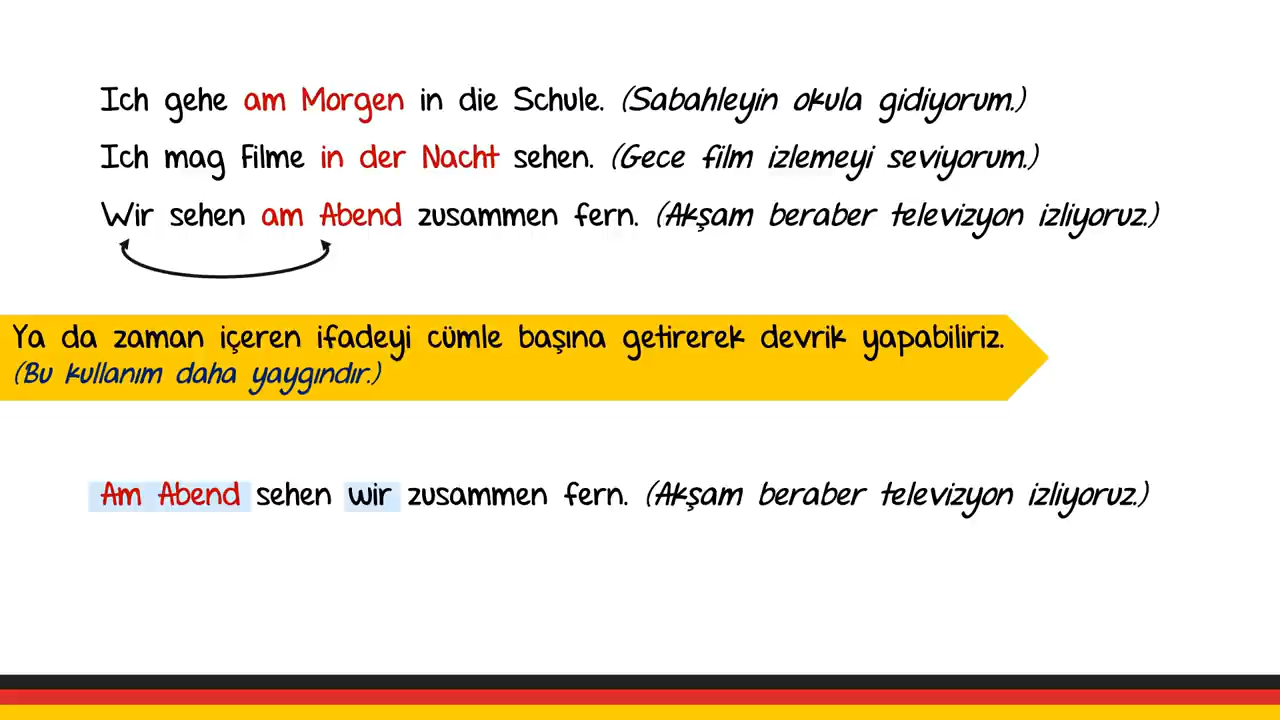 Ich gehe am Morgen in die Schule. (Sabahleyin okula gidiyorum.)
Ich mag Filme in der Nacht sehen. (Gece film izlemeyi seviyorum.)
Wir sehen am Abend zusammen fern. (Akşam beraber televizyon izliyoruz.)
Ya da zaman içeren ifadeyi cümle başına getirerek devrik yapabiliriz.
(Bu kullanım daha yaygındır.)
Am Abend sehen wir zusammen fern. (Akşam beraber televizyon izliyoruz.)